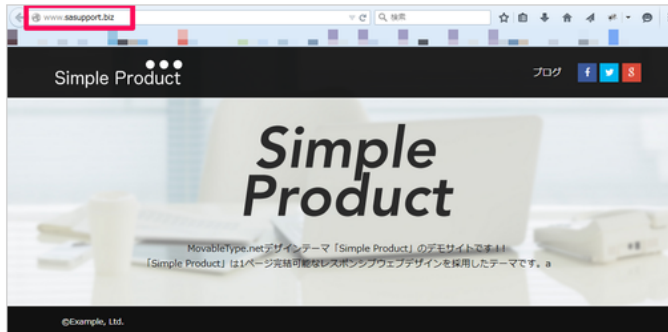 www.sasupport.biz
検索
Simple Product
ブログ
f
8
Simple
Product
MovableType.netデザインテーマ「Simple Product」のデモサイトです!!
「Simple Product」は1ページ完結可能なレスポンシブウェブデザインを採用したテーマです。a
©Example, Ltd.